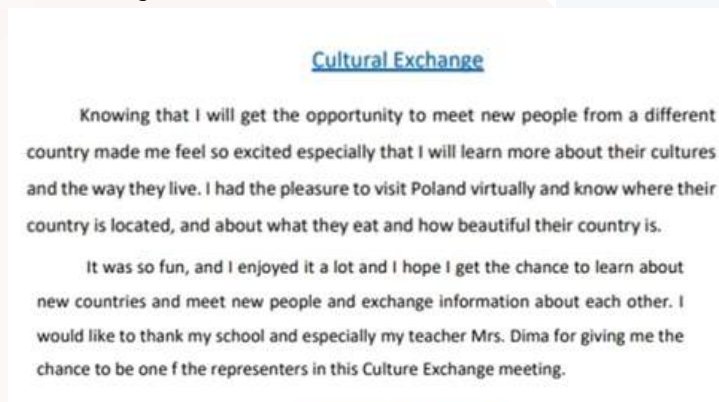 Cultural Exchange
Knowing that I will get the opportunity to meet new people from a different
country made me feel so excited especially that I will learn more about their cultures
and the way they live. I had the pleasure to visit Poland virtually and know where their
country is located, and about what they eat and how beautiful their country is.
It was so fun, and I enjoyed it a lot and I hope I get the chance to learn about
new countries and meet new people and exchange information about each other. I
would like to thank my school and especially my teacher Mrs. Dima for giving me the
chance to be one f the representers in this Culture Exchange meeting.